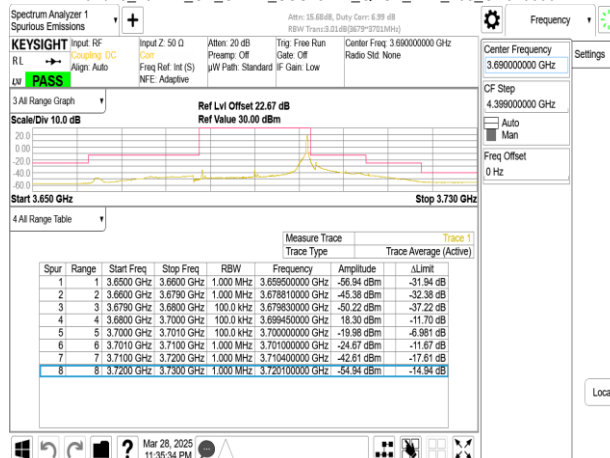 Spectrum Analyzer 1
Spurious Emissions
Attn: 15.68dB, Duty Corr: 6.99 dB
RBW Trans:3.01dB(3679~3701MHz)
Frequency
Settings
KEYSIGHT
RL
PASS
Input: RF
Coupling: DC
Align: Auto
Input Z: 50 Ω
Corr
Freq Ref: Int (S)
NFE: Adaptive
Atten: 20 dB
Preamp: Off
µW Path: Standard
Trig: Free Run
Gate: Off
IF Gain: Low
Center Freq: 3.690000000 GHz
Radio Std: None
Center Frequency
3.690000000 GHz
CF Step
4.399000000 GHz
Auto
Man
Freq Offset
0 Hz
3 All Range Graph
Scale/Div 10.0 dB
Ref Lvl Offset 22.67 dB
Ref Value 30.00 dBm
20.0
0.00
-20.0
-40.0
-60.0
Start 3.650 GHz
Stop 3.730 GHz
4 All Range Table
Measure Trace Trace 1
Trace Type Trace Average (Active)
Spur Range Start Freq Stop Freq RBW Frequency Amplitude ΔLimit
1 1 3.6500 GHz 3.6600 GHz 1.000 MHz 3.659500000 GHz -56.94 dBm -31.94 dB
2 2 3.6600 GHz 3.6790 GHz 1.000 MHz 3.678810000 GHz -45.38 dBm -32.38 dB
3 3 3.6790 GHz 3.6800 GHz 100.0 kHz 3.679830000 GHz -50.22 dBm -37.22 dB
4 4 3.6800 GHz 3.7000 GHz 100.0 kHz 3.699450000 GHz 18.30 dBm -11.70 dB
5 5 3.7000 GHz 3.7010 GHz 100.0 kHz 3.700000000 GHz -19.98 dBm -6.981 dB
6 6 3.7010 GHz 3.7100 GHz 1.000 MHz 3.701000000 GHz -24.67 dBm -11.67 dB
7 7 3.7100 GHz 3.7200 GHz 1.000 MHz 3.710400000 GHz -42.61 dBm -17.61 dB
8 8 3.7200 GHz 3.7300 GHz 1.000 MHz 3.720100000 GHz -54.94 dBm -14.94 dB
Loca
Mar 28, 2025
11:35:34 PM